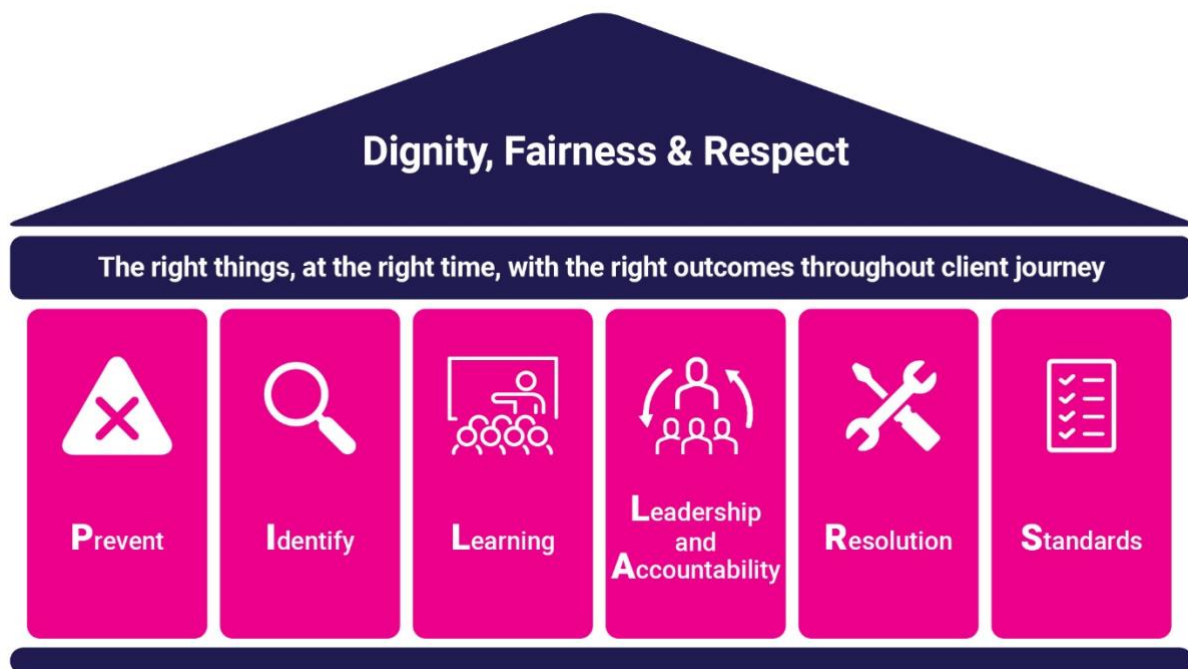 Dignity, Fairness & Respect
The right things, at the right time, with the right outcomes throughout client journey
Prevent
Identify
Learning
Leadership
and
Accountability
Resolution
Standards